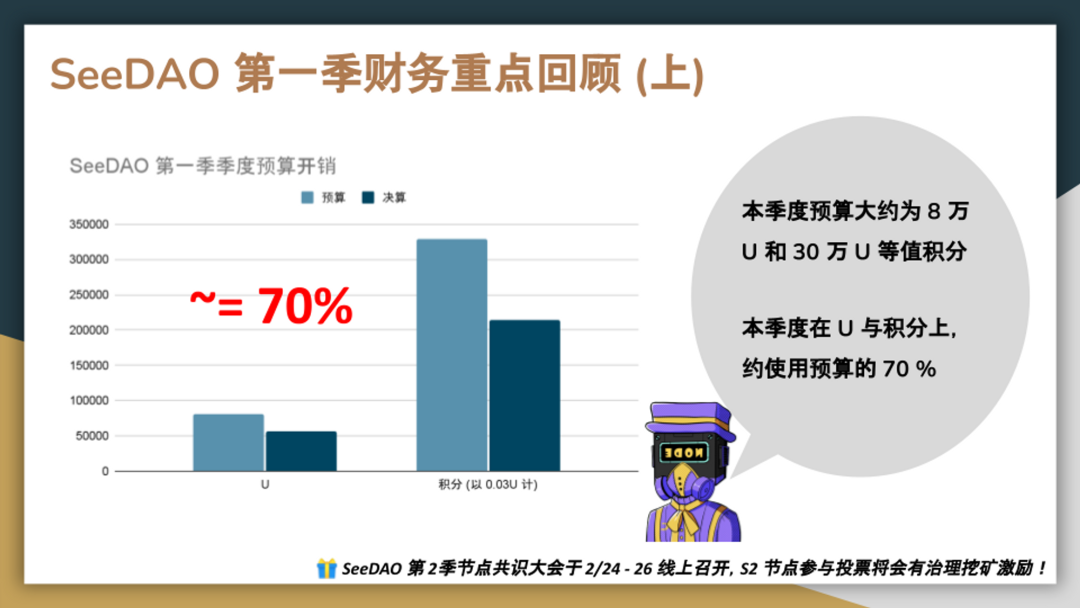 SeeDAO 第一季财务重点回顾 (上)
SeeDAO 第一季季度预算开销
预算 决算
350000
300000
250000
200000
150000
100000
50000
0
~= 70%
U
积分 (以 0.03U 计)
本季度预算大约为 8 万
U 和 30 万 U 等值积分
本季度在 U 与积分上,
约使用预算的 70 %
NODE
SeeDAO 第 2季节点共识大会于 2/24 - 26 线上召开, S2 节点参与投票将会有治理挖矿激励！